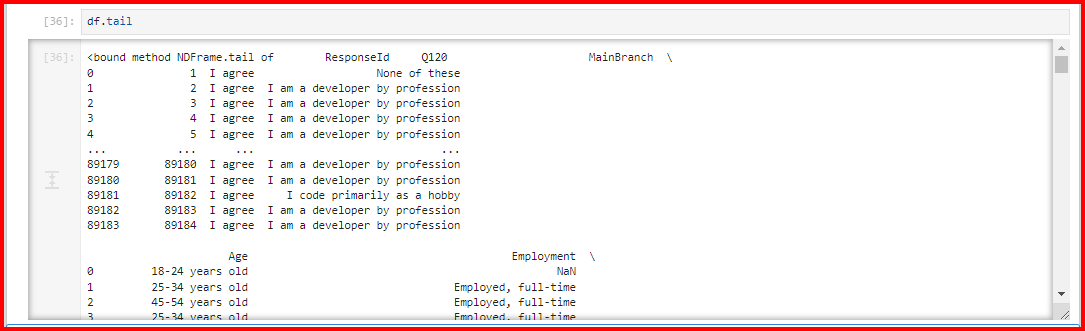 [36]: df.tail
[36]: <bound method NDFrame.tail of        ResponseId     Q120                      MainBranch  \
0               1  I agree                   None of these
1               2  I agree  I am a developer by profession
2               3  I agree  I am a developer by profession
3               4  I agree  I am a developer by profession
4               5  I agree  I am a developer by profession
...           ...      ...                             ...
89179       89180  I agree  I am a developer by profession
89180       89181  I agree  I am a developer by profession
89181       89182  I agree     I code primarily as a hobby
89182       89183  I agree  I am a developer by profession
89183       89184  I agree  I am a developer by profession
Age                                         Employment  \
0         18-24 years old                                                NaN
1         25-34 years old                                Employed, full-time
2         45-54 years old                                Employed, full-time
3         25-34 years old                                Employed, full-time